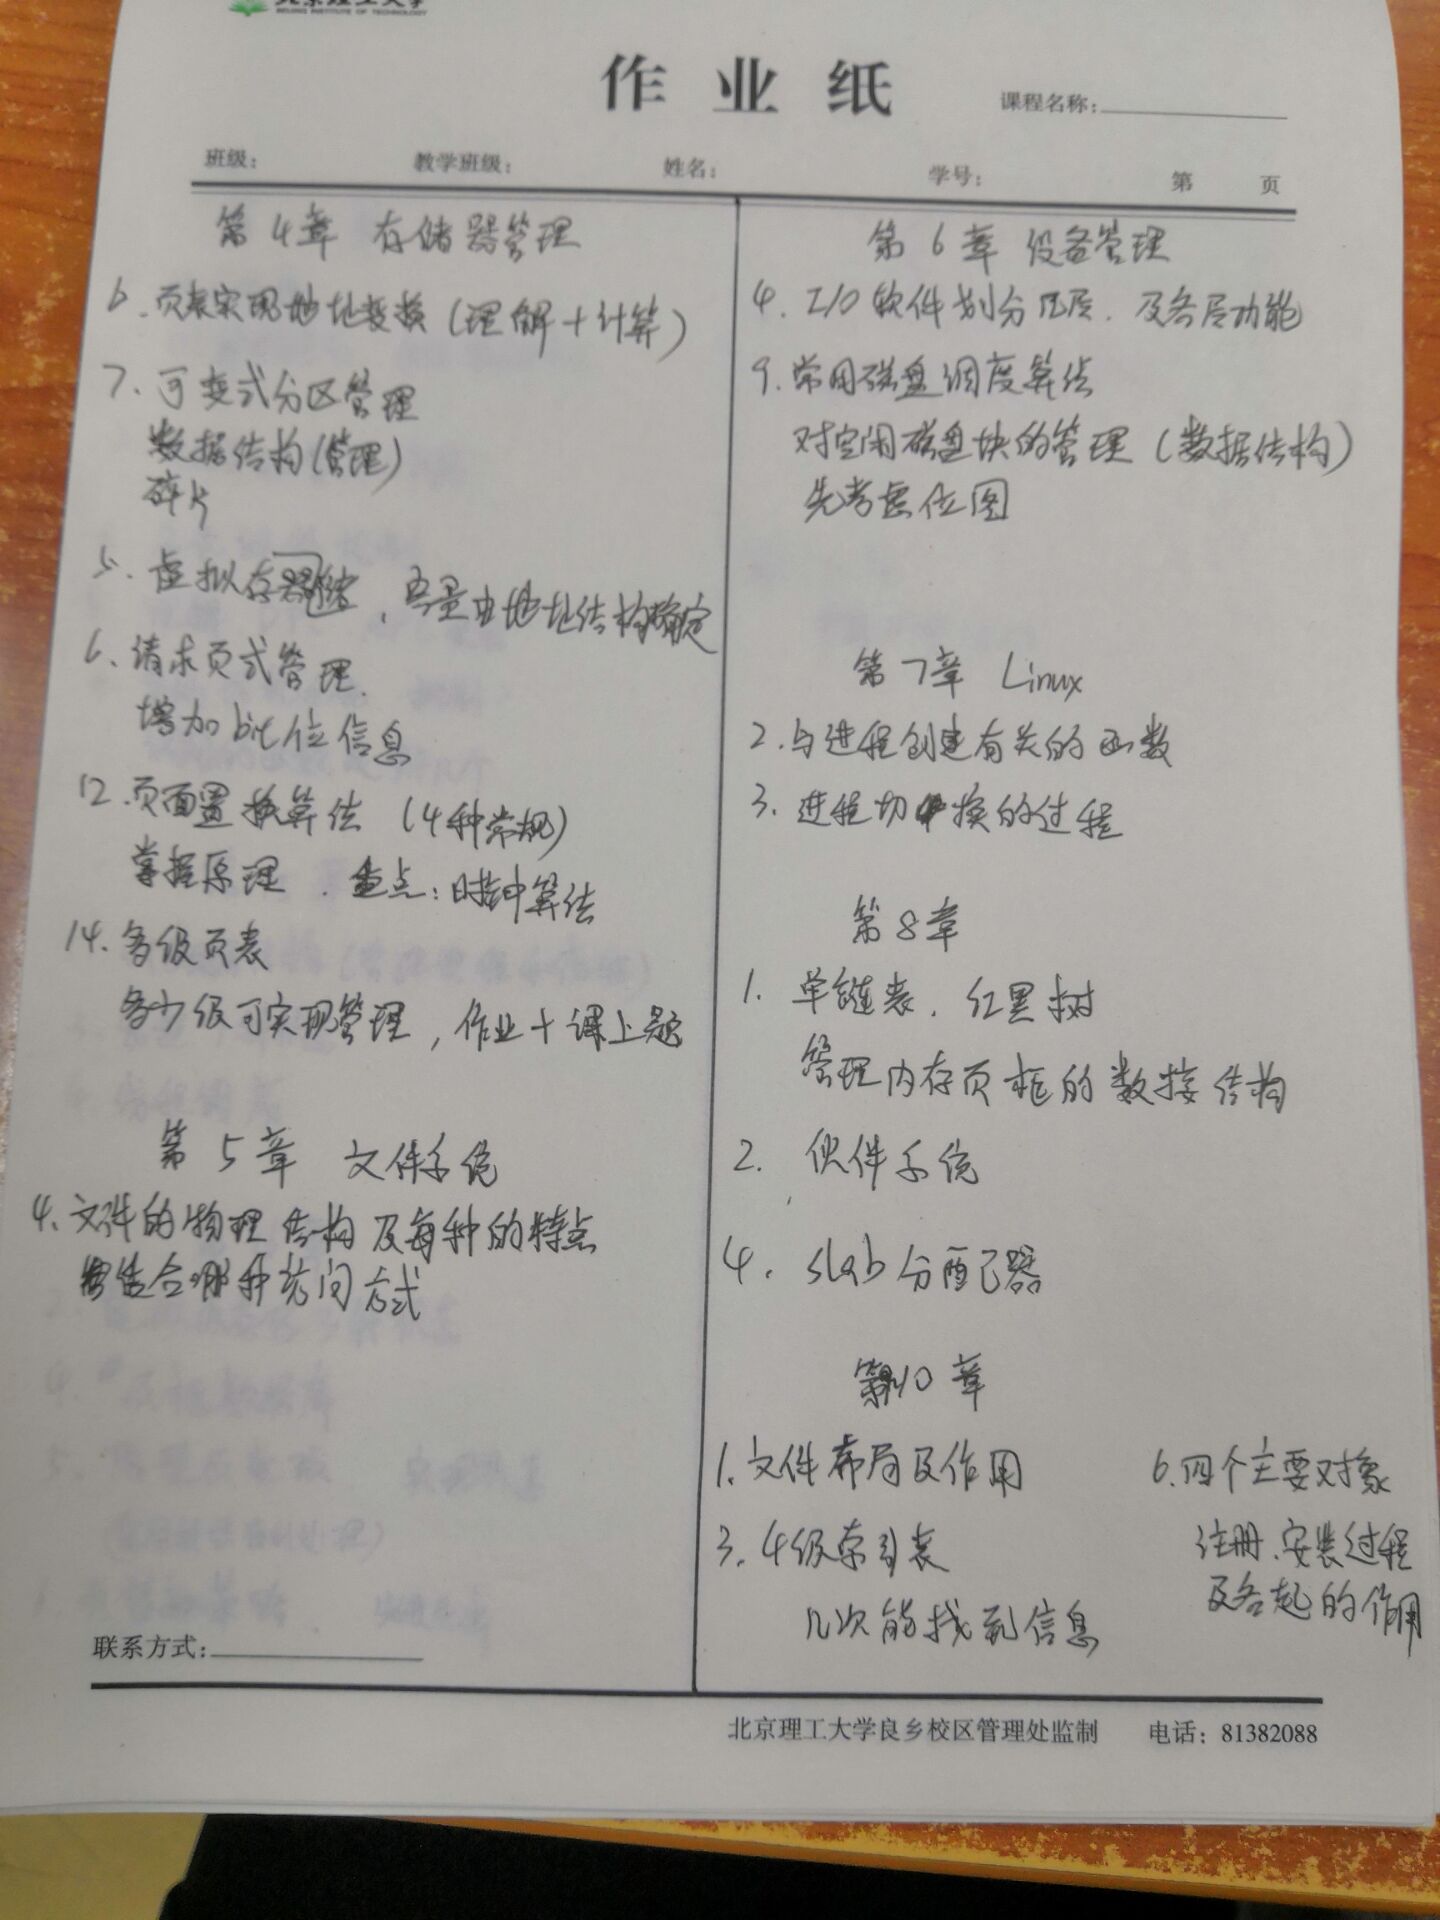 北京理工大学
BEIJING INSTITUTE OF TECHNOLOGY
作业纸
课程名称:
班级: 教学班级: 姓名: 学号: 第 页
第4章 存储器管理
6.页表实现地址变换(理解+计算)
7.可变式分区管理
数据结构(管理)
碎片
5.虚拟存储器,容量由地址结构确定
6.请求页式管理.
增加bit位信息
12.页面置换算法(4种常规)
掌握原理.重点:时钟算法
14.多级页表
多少级可实现管理,作业+课上题
第5章 文件系统
4.文件的物理结构及每种的特点
适合哪种访问方式
联系方式:
第6章 设备管理
4.I/O软件划分几层.及各层功能
9.常用磁盘调度算法
对空闲磁盘块的管理(数据结构)
先考虑位图
第7章 Linux
2.与进程创建有关的函数
3.进程切换的过程
第8章
1.单链表.红黑树
管理内存页框的数据结构
2.伙伴系统
4.slab分配器
第10章
1.文件布局及作用
3.4级索引表
几次能找到信息
6.四个主要对象
注册、安装过程
及各起的作用
北京理工大学良乡校区管理处监制 电话:81382088